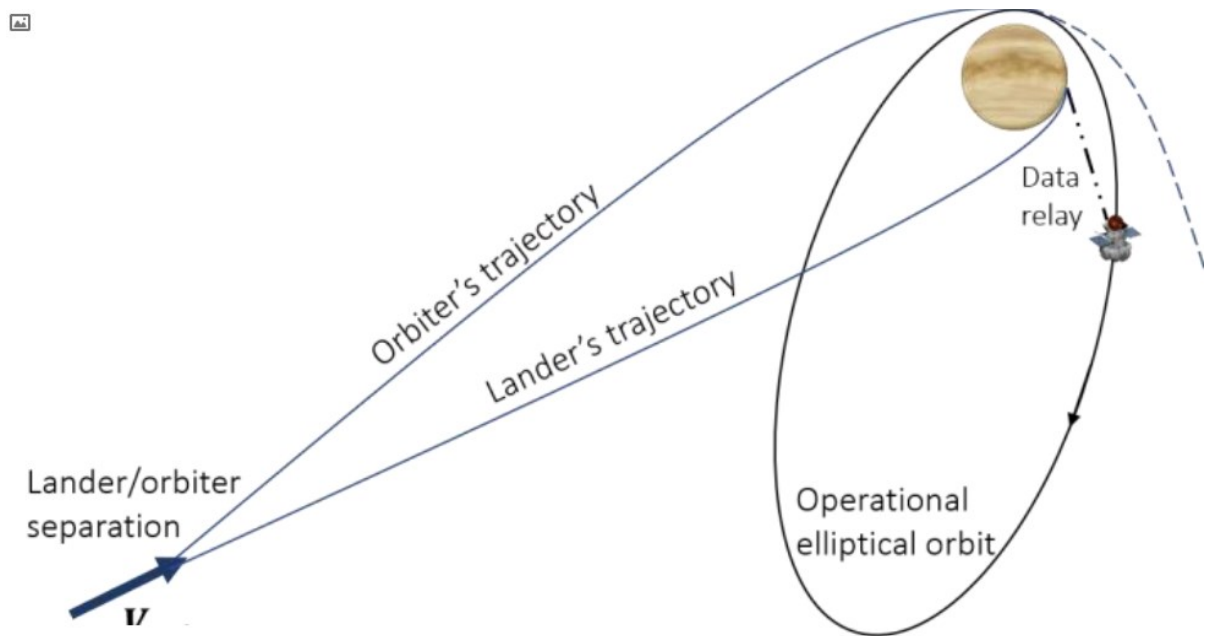 Orbiter's trajectory
Lander's trajectory
Data
relay
Lander/orbiter
separation
Operational
elliptical orbit